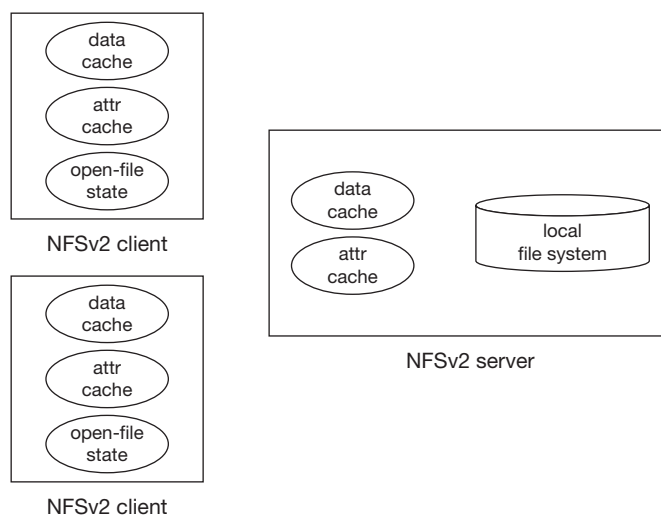 data
cache
attr
cache
open-file
state
NFSv2 client
data
cache
attr
cache
open-file
state
NFSv2 client
data
cache
attr
cache
local
file system
NFSv2 server